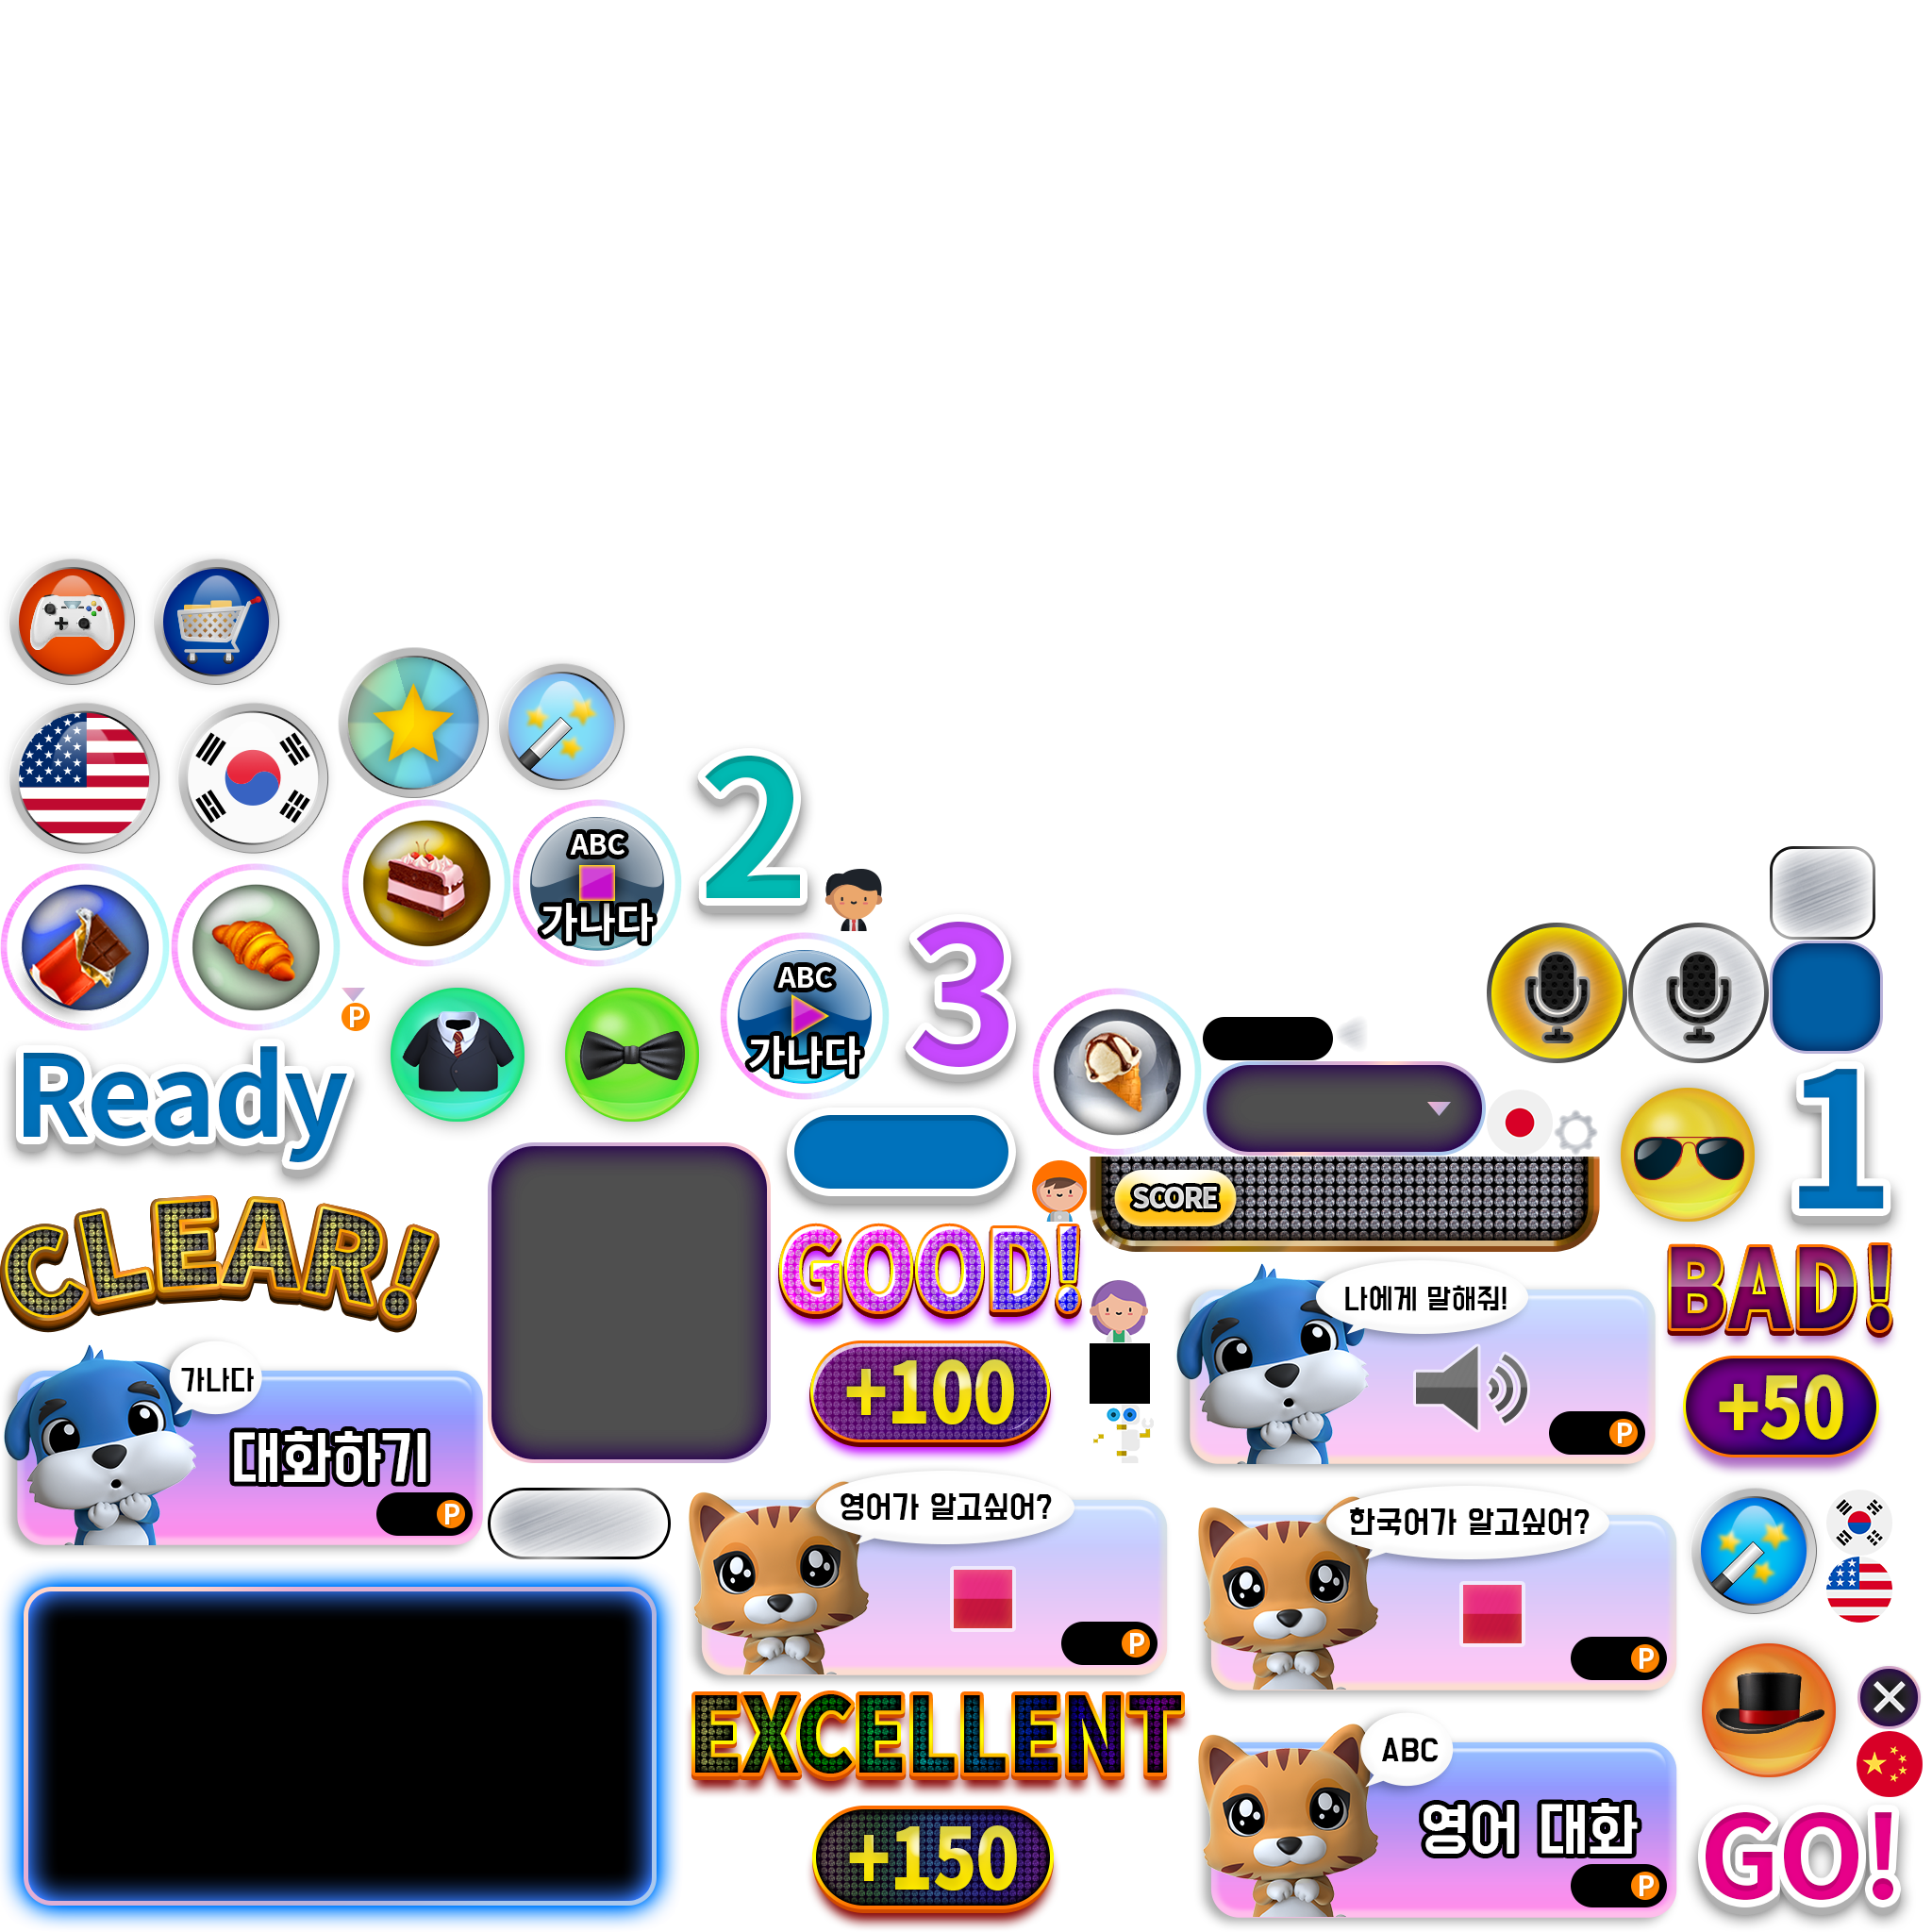 2
ABC
가나다
3
ABC
가나다
P
Ready
1
SCORE
CLEAR!
GOOD!
BAD!
나에게 말해줘!
P
+100
+50
가나다
대화하기
P
영어가 알고싶어?
P
한국어가 알고싶어?
P
EXCELLENT
ABC
영어 대화
P
+150
GO!